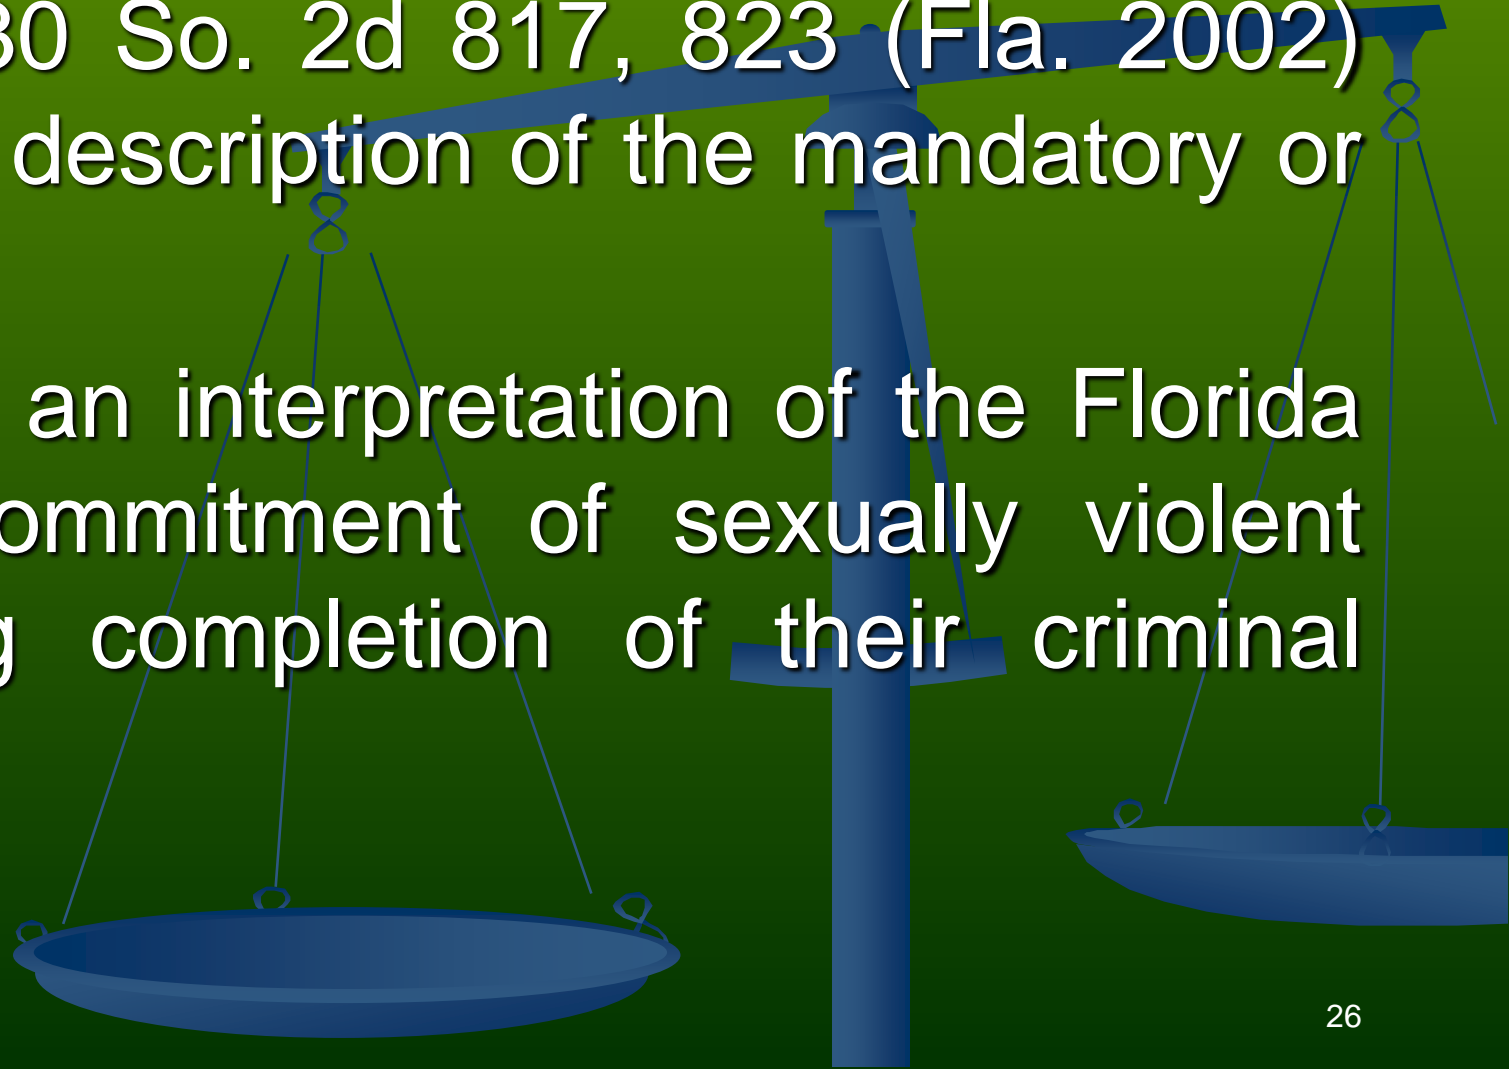 30 So. 2d 817, 823 (Fla. 2002)
description of the mandatory or
an interpretation of the Florida
ommitment of sexually violent
g completion of their criminal
26